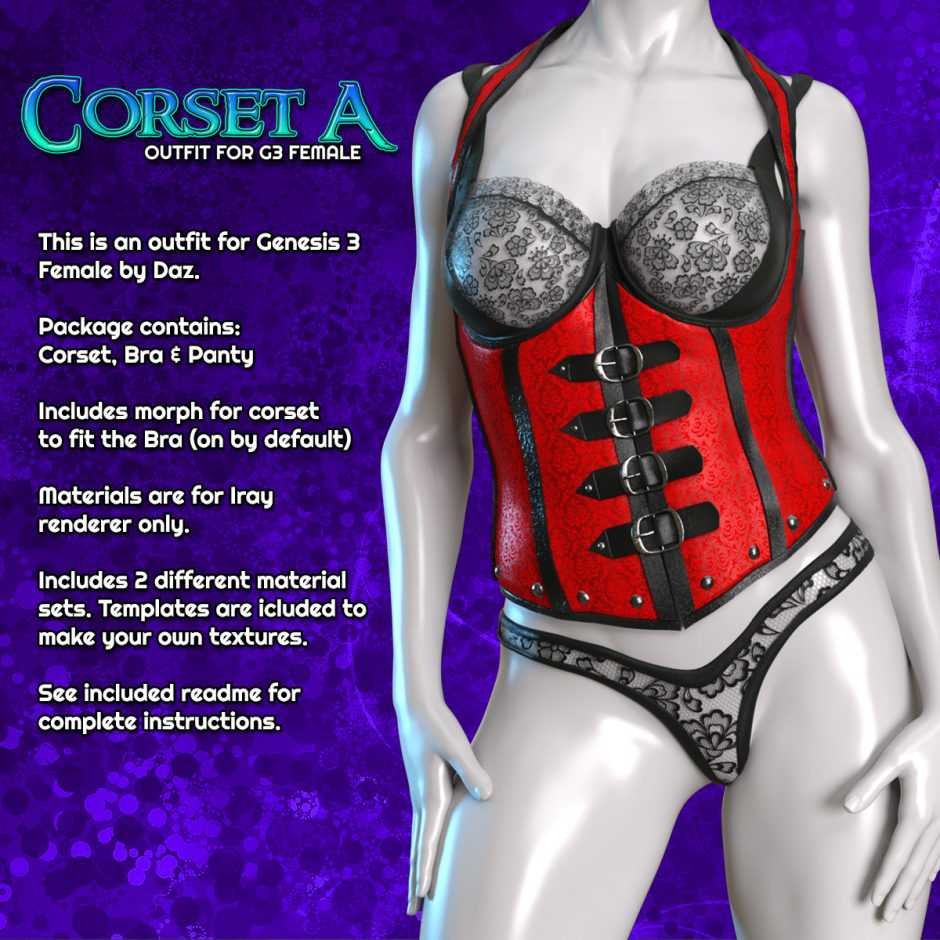 CORSET A
OUTFIT FOR G3 FEMALE
This is an outfit for Genesis 3
Female by Daz.
Package contains:
Corset, Bra & Panty
Includes morph for corset
to fit the Bra (on by default)
Materials are for Iray
renderer only.
Includes 2 different material
sets. Templates are icluded to
make your own textures.
See included readme for
complete instructions.